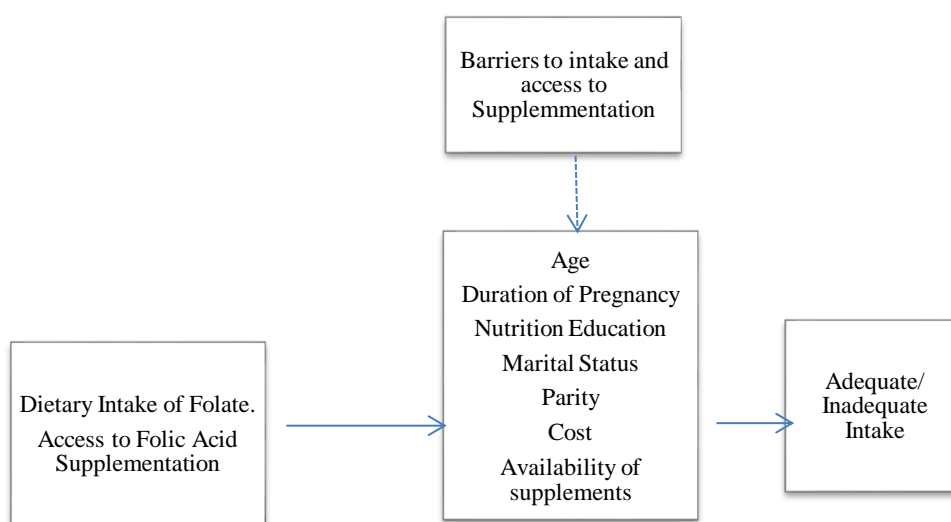 Barriers to intake and
access to
Supplemmentation
Age
Duration of Pregnancy
Nutrition Education
Marital Status
Parity
Cost
Availability of
supplements
Dietary Intake of Folate.
Access to Folic Acid
Supplementation
Adequate/
Inadequate
Intake